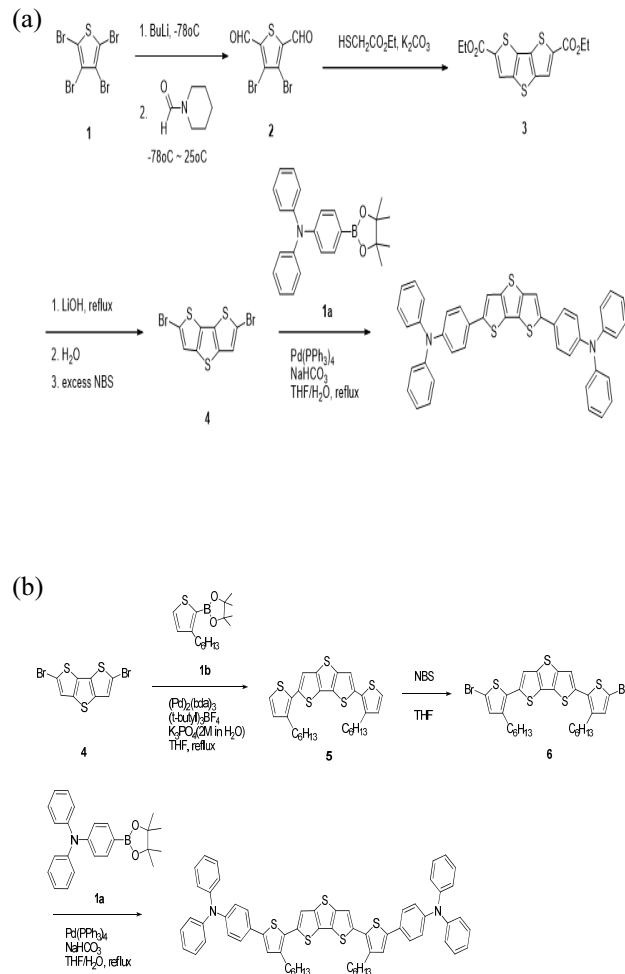 (a)
Br S Br
Br Br
1
1. BuLi, -78oC
2.
O
H
N
-78oC ~ 25oC
CHO S CHO
Br Br
2
HSCH2CO2Et, K2CO3
EtO2C S S CO2Et
S
3
1. LiOH, reflux
2. H2O
3. excess NBS
Br S S Br
S
4
N
B
O
O
1a
Pd(PPh3)4
NaHCO3
THF/H2O, reflux
S
S S
N N
(b)
Br S S Br
S
4
S
B
O
O
C6H13
1b
(Pd)2(bda)3
(t-butyl)3BF4
K3PO4(2M in H2O)
THF, reflux
S
S S S S
C6H13 C6H13
5
NBS
THF
S
Br S S S S B
C6H13 C6H13
6
N
B
O
O
1a
Pd(PPh3)4
NaHCO3
THF/H2O, reflux
S
N S S S S N
C6H13 C6H13